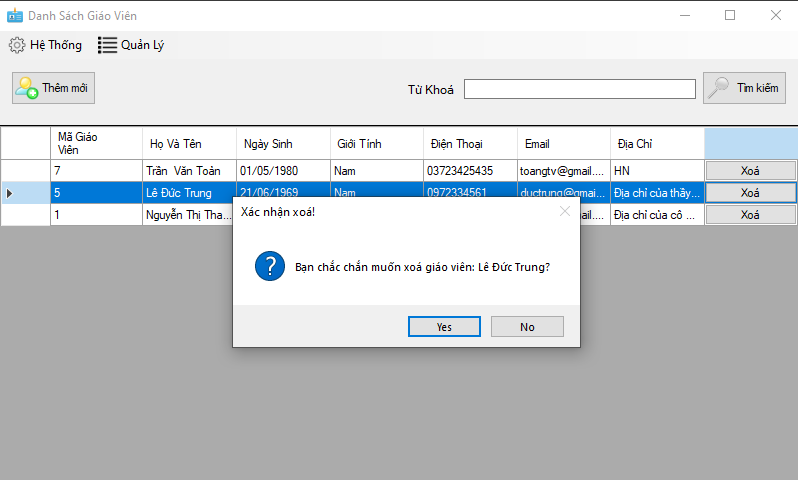 Danh Sách Giáo Viên
Hệ Thống Quản Lý
Thêm mới Từ Khoá Tìm kiếm
Mã Giáo Viên Họ Và Tên Ngày Sinh Giới Tính Điện Thoại Email Địa Chỉ
7 Trần Văn Toản 01/05/1980 Nam 03723425435 toangtv@gmail.... HN Xoá
5 Lê Đức Trung 21/06/1969 Nam 0972334561 ductrung@gmai... Địa chỉ của thầy... Xoá
1 Nguyễn Thị Tha... Địa chỉ của cô ... Xoá
Xác nhận xoá!
Bạn chắc chắn muốn xoá giáo viên: Lê Đức Trung?
Yes No